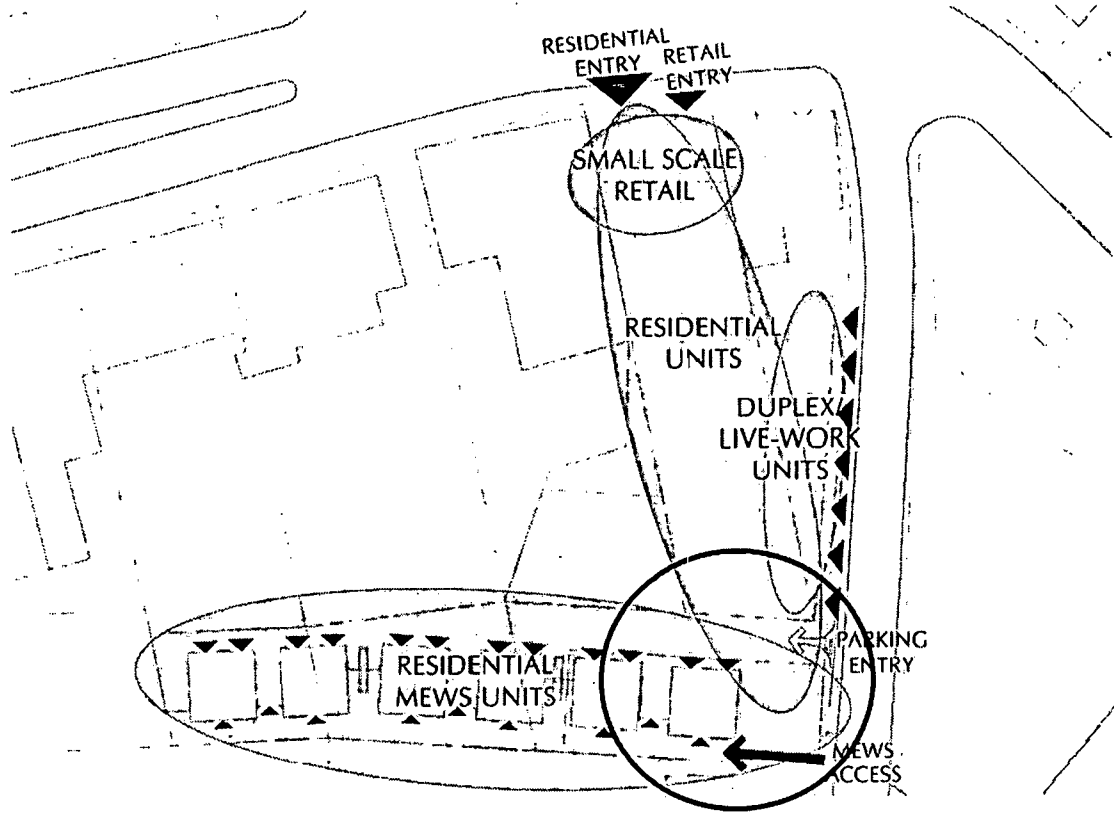 RESIDENTIAL
ENTRY
RETAIL
ENTRY
SMALL SCALE
RETAIL
RESIDENTIAL
UNITS
DUPLEX/
LIVE-WORK
UNITS
PARKING
ENTRY
RESIDENTIAL
MEWS UNITS
MEWS
ACCESS